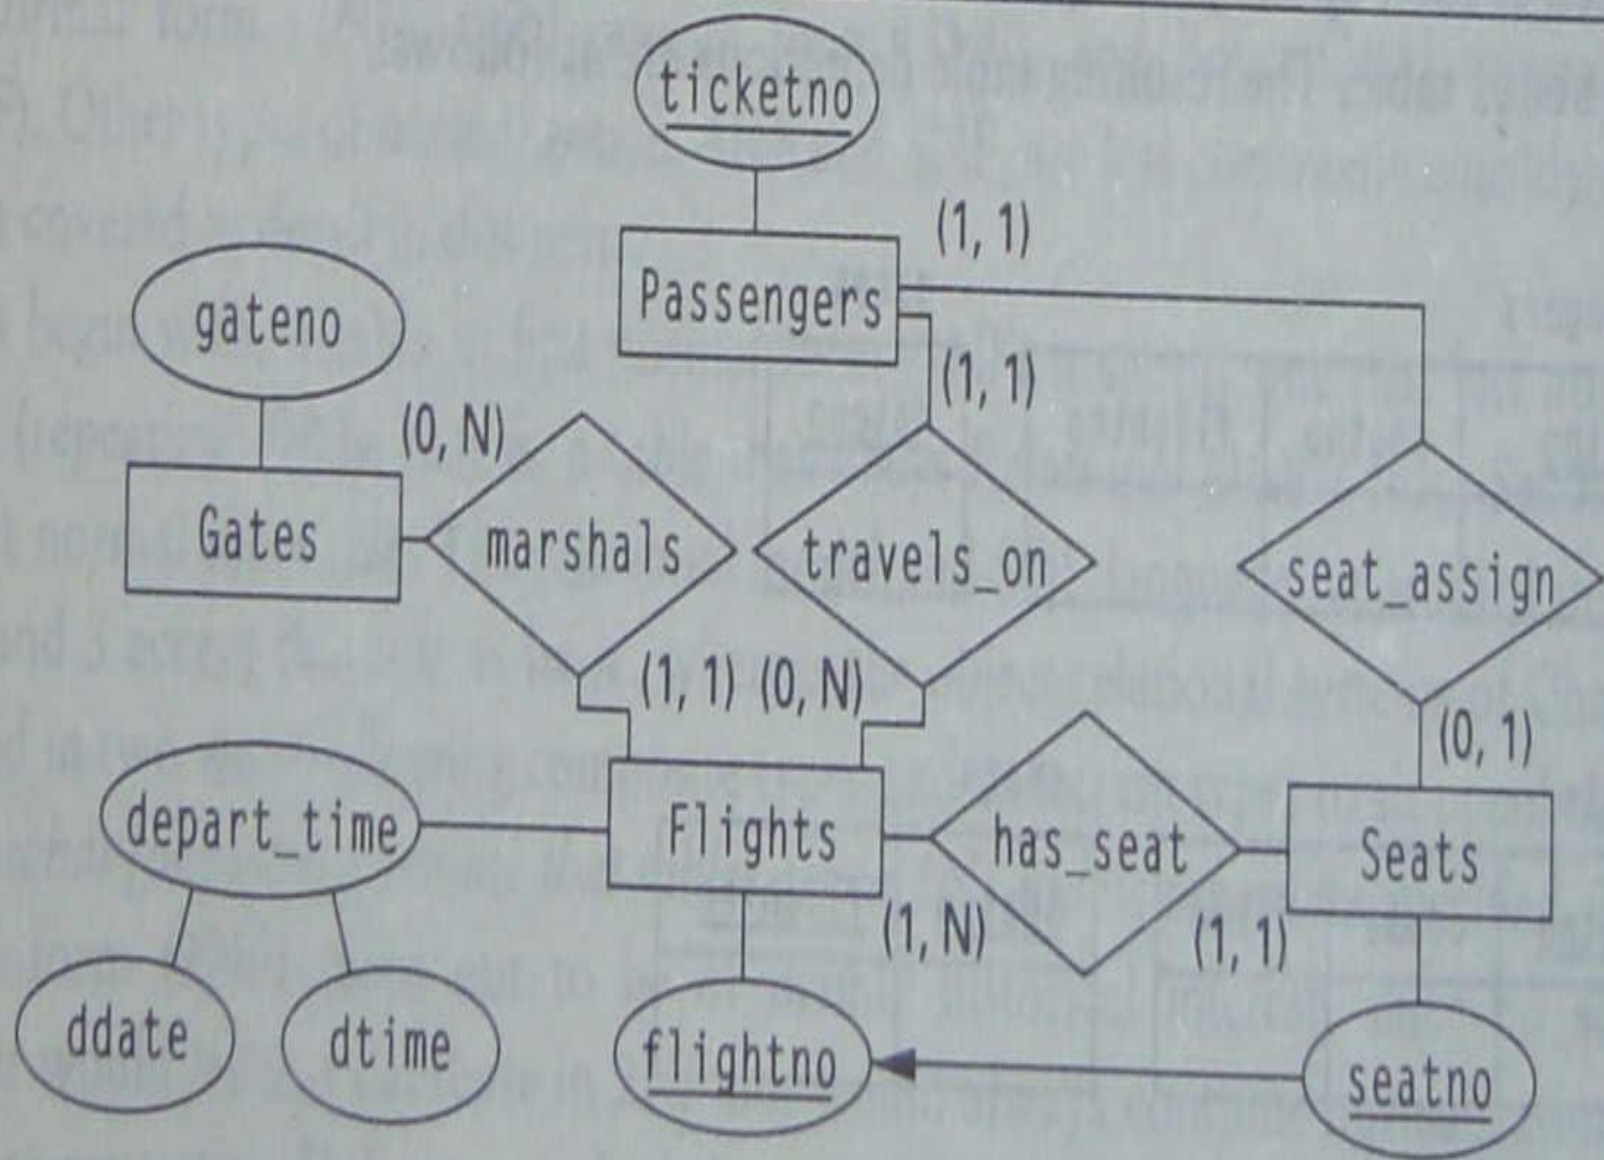 ticketno
(1, 1)
Passengers
gateno
(1, 1)
(0, N)
Gates
marshals
travels_on
seat_assign
(1, 1)
(0, N)
(0, 1)
depart_time
Flights
has_seat
Seats
(1, N)
(1, 1)
ddate
dtime
flightno
seatno